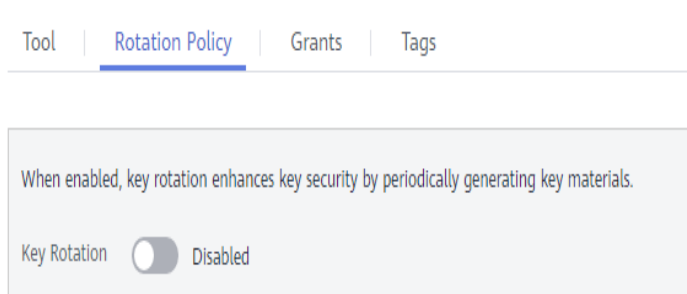 Tool Rotation Policy Grants Tags
When enabled, key rotation enhances key security by periodically generating key materials.
Key Rotation Disabled